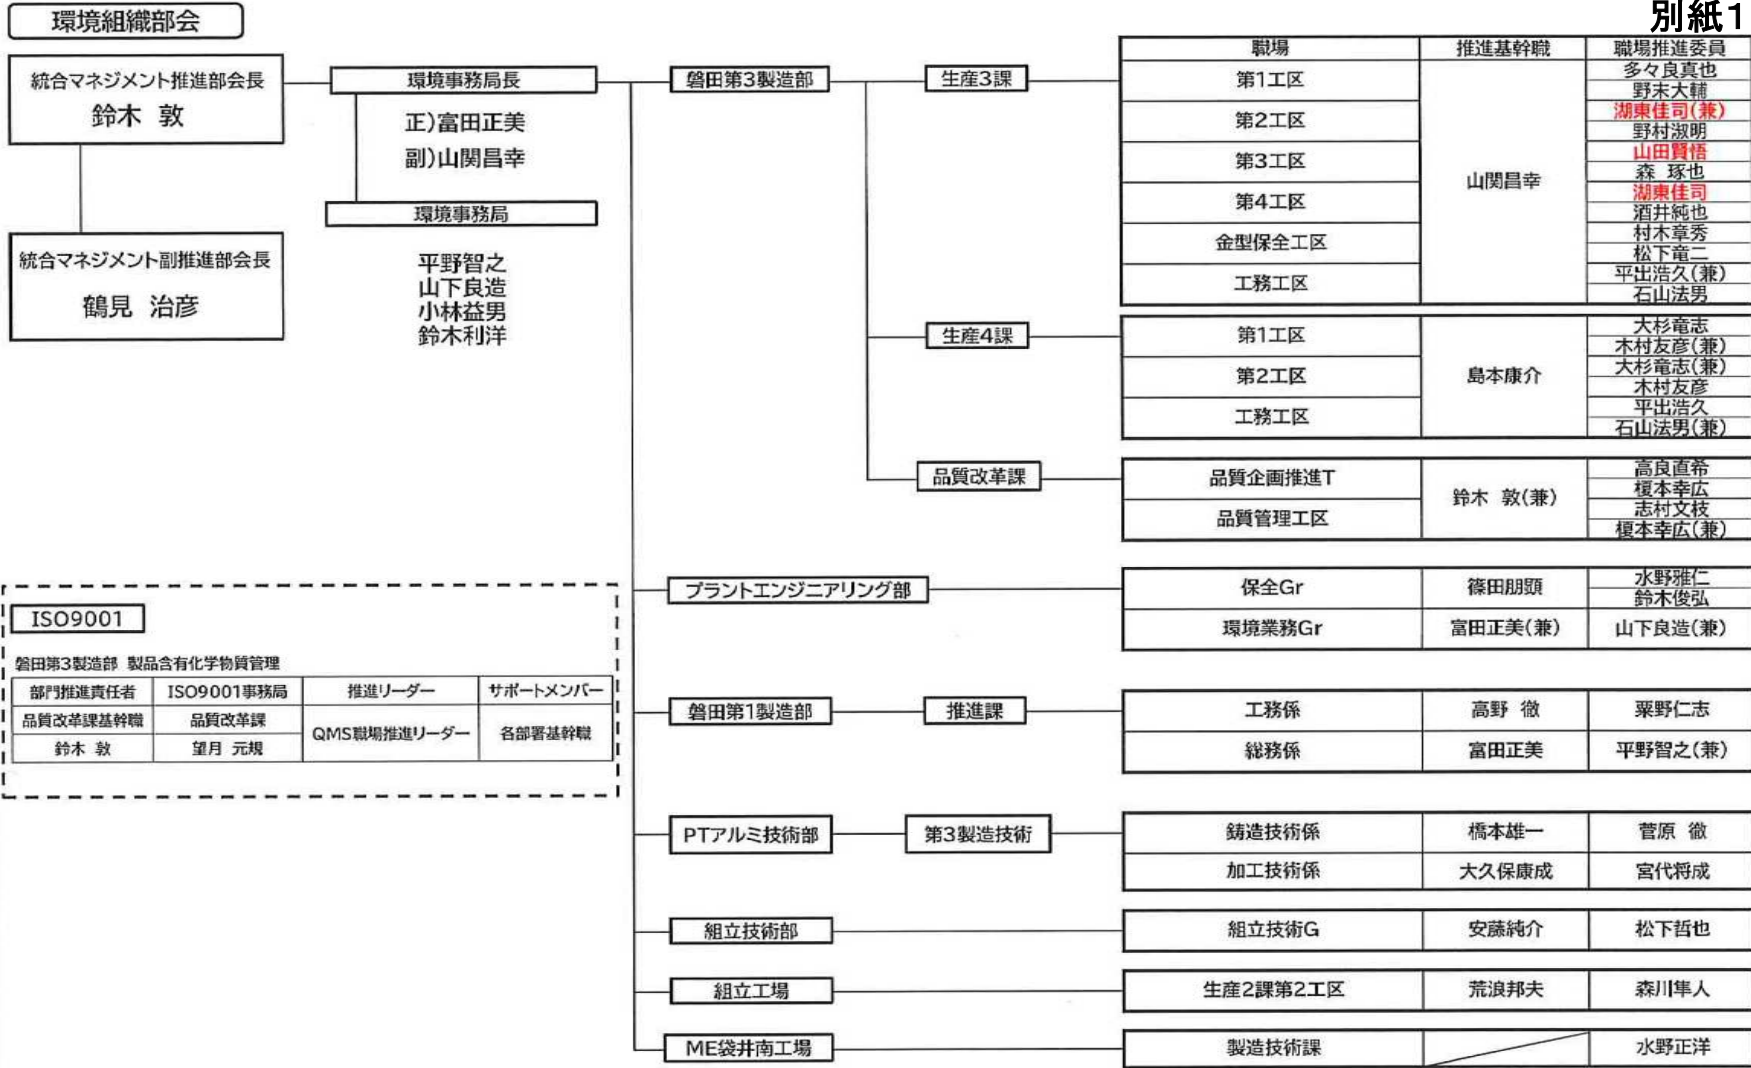 別紙1
環境組織部会
統合マネジメント推進部会長
鈴木 敦
統合マネジメント副推進部会長
鶴見 治彦
環境事務局長
正)富田正美
副)山関昌幸
環境事務局
平野智之
山下良造
小林益男
鈴木利洋
職場 推進基幹職 職場推進委員
磐田第3製造部
生産3課
第1工区
第2工区
第3工区
第4工区
金型保全工区
工務工区
山関昌幸
多々良真也
野末大輔
湖東佳司(兼)
野村淑明
山田賢悟
森 琢也
湖東佳司
酒井純也
村木章秀
松下竜二
平出浩久(兼)
石山法男
生産4課
第1工区
第2工区
工務工区
島本康介
大杉竜志
木村友彦(兼)
大杉竜志(兼)
木村友彦
平出浩久
石山法男(兼)
品質改革課
品質企画推進T
品質管理工区
鈴木 敦(兼)
高良直希
榎本幸広
志村文枝
榎本幸広(兼)
プラントエンジニアリング部
保全Gr 篠田朋顕
水野雅仁
鈴木俊弘
環境業務Gr 富田正美(兼) 山下良造(兼)
磐田第1製造部 推進課
工務係 高野 徹 粟野仁志
総務係 富田正美 平野智之(兼)
PTアルミ技術部 第3製造技術
鋳造技術係 橋本雄一 菅原 徹
加工技術係 大久保康成 宮代将成
組立技術部 組立技術G 安藤純介 松下哲也
組立工場 生産2課第2工区 荒浪邦夫 森川隼人
ME袋井南工場 製造技術課 水野正洋
ISO9001
磐田第3製造部 製品含有化学物質管理
部門推進責任者 ISO9001事務局 推進リーダー サポートメンバー
品質改革課基幹職 品質改革課 QMS職場推進リーダー 各部署基幹職
鈴木 敦 望月 元規